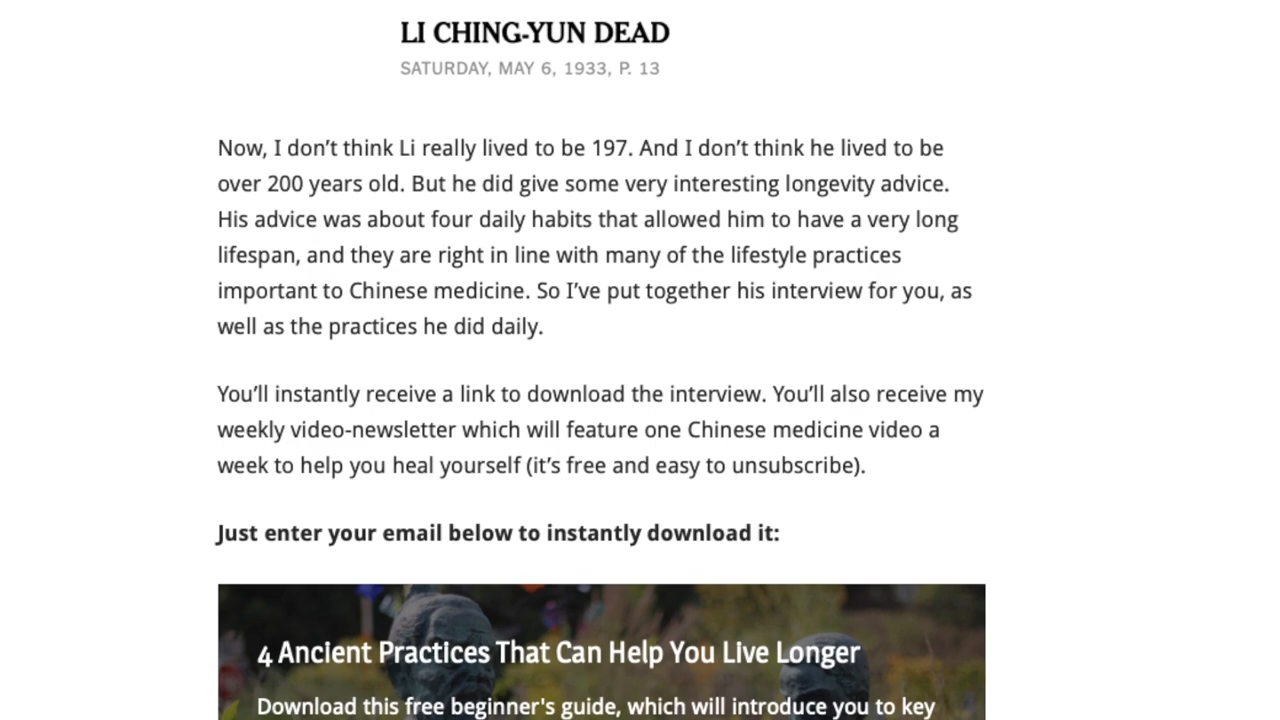 LI CHING-YUN DEAD
SATURDAY, MAY 6, 1933, P. 13
Now, I don’t think Li really lived to be 197. And I don’t think he lived to be
over 200 years old. But he did give some very interesting longevity advice.
His advice was about four daily habits that allowed him to have a very long
lifespan, and they are right in line with many of the lifestyle practices
important to Chinese medicine. So I’ve put together his interview for you, as
well as the practices he did daily.
You’ll instantly receive a link to download the interview. You’ll also receive my
weekly video-newsletter which will feature one Chinese medicine video a
week to help you heal yourself (it’s free and easy to unsubscribe).
Just enter your email below to instantly download it:
4 Ancient Practices That Can Help You Live Longer
Download this free beginner's guide, which will introduce you to key